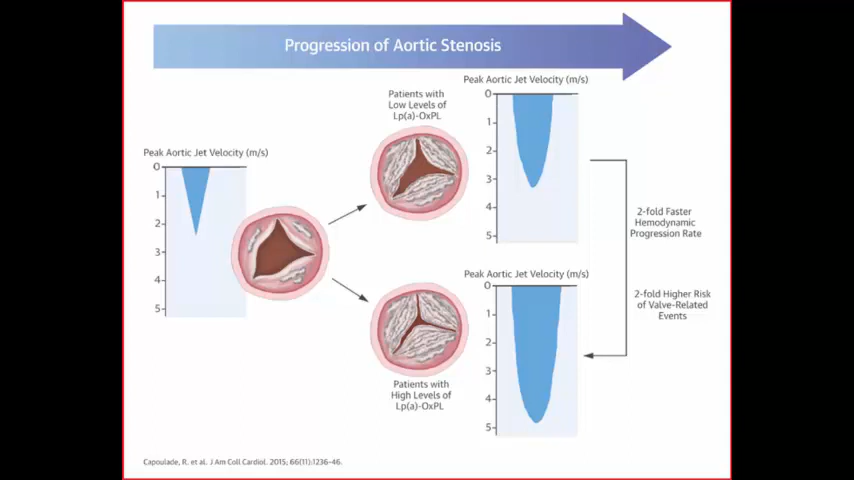 Progression of Aortic Stenosis
Peak Aortic Jet Velocity (m/s)
0
1
2
3
4
5
Patients with
Low Levels of
Lp(a)-OxPL
Peak Aortic Jet Velocity (m/s)
0
1
2
3
4
5
2-fold Faster
Hemodynamic
Progression Rate
2-fold Higher Risk
of Valve-Related
Events
Peak Aortic Jet Velocity (m/s)
0
1
2
3
4
5
Patients with
High Levels of
Lp(a)-OxPL
Capoulade, R. et al. J Am Coll Cardiol. 2015; 66(11):1236–46.